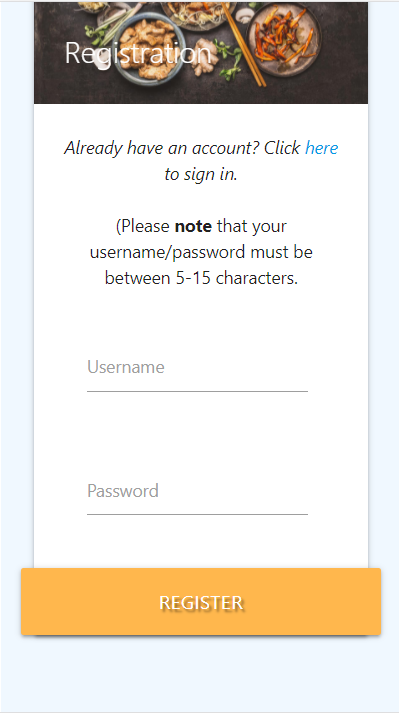 Registration
Already have an account? Click here
to sign in.
(Please note that your
username/password must be
between 5-15 characters.
Username
Password
REGISTER